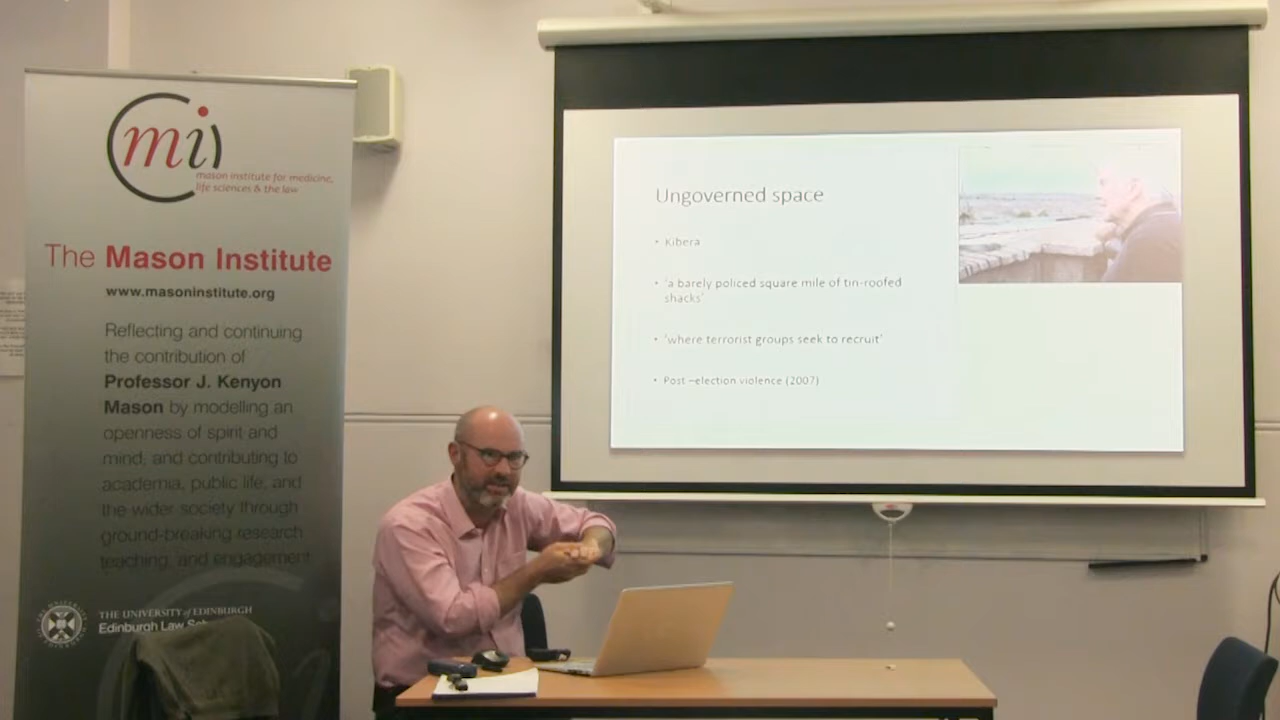 mi
mason institute for medicine,
life sciences & the law
The Mason Institute
www.masoninstitute.org
Reflecting and continuing
the contribution of
Professor J. Kenyon
Mason by modelling an
openness of spirit and
mind, and contributing to
academia, public life, and
the wider society through
ground-breaking research,
teaching, and engagement
THE UNIVERSITY of EDINBURGH
Edinburgh Law
Ungoverned space
• Kibera
• 'a barely policed square mile of tin-roofed
shacks'
• 'where terrorist groups seek to recruit'
• Post –election violence (2007)